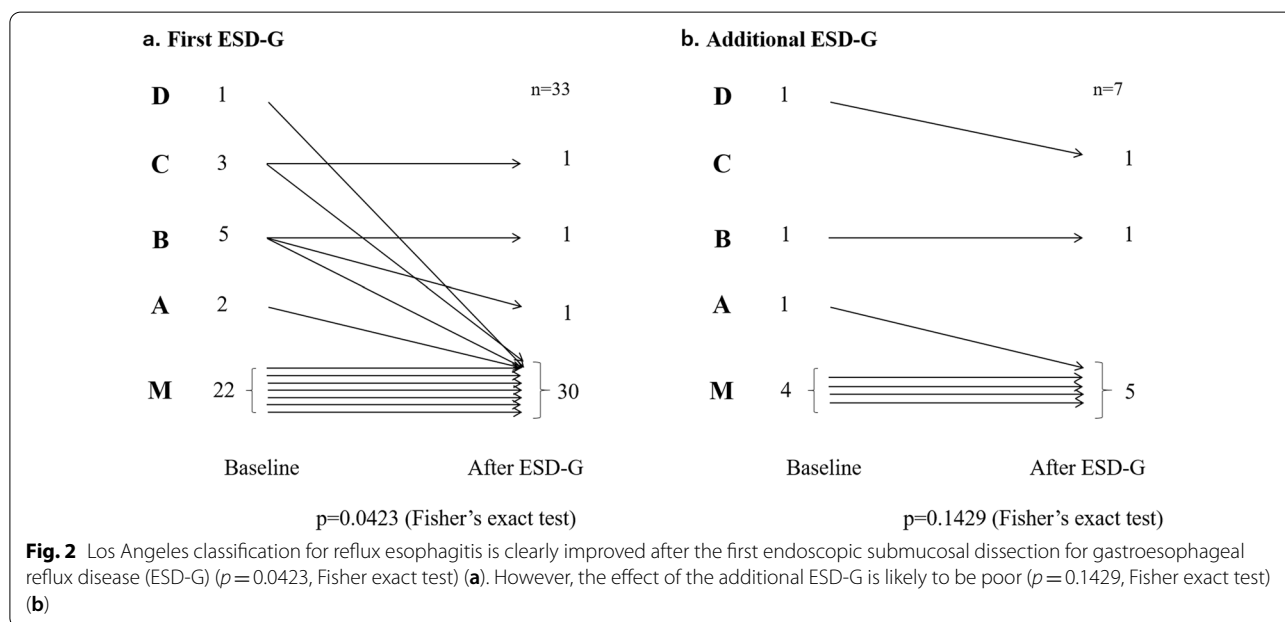 a. First ESD-G
D 1 n=33
C 3 1
B 5 1
A 2 1
M 22 30
Baseline After ESD-G
p=0.0423 (Fisher's exact test)
b. Additional ESD-G
D 1 n=7
C 1
B 1 1
A 1
M 4 5
Baseline After ESD-G
p=0.1429 (Fisher's exact test)
Fig. 2 Los Angeles classification for reflux esophagitis is clearly improved after the first endoscopic submucosal dissection for gastroesophageal
reflux disease (ESD-G) (p = 0.0423, Fisher exact test) (a). However, the effect of the additional ESD-G is likely to be poor (p = 0.1429, Fisher exact test)
(b)